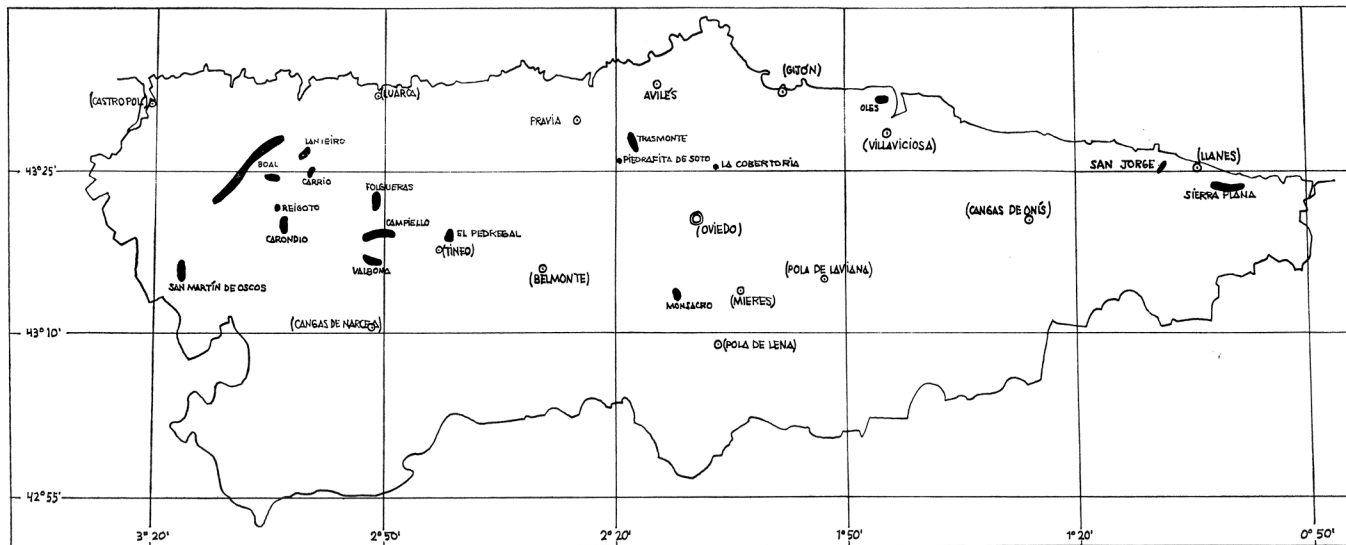 (GIJÓN)
AVILÉS
(CASTROPOL)
(LUARCA)
OLES
PRAVIA
(VILLAVICIOSA)
TRASMONTE
LANTEIRO
PIEDRAFITA DE SOTO
LA COBERTORIA
(LLANES)
SAN JORGE
BOAL
43° 25'
CARRIO
FOLGUERAS
SIERRA PLANA
REIGOTO
(CANGAS DE ONÍS)
CAMPIELLO
(OVIEDO)
CARONDIO
EL PEDREGAL
(TINEO)
VALBONA
(POLA DE LAVIANA)
(BELMONTE)
SAN MARTÍN DE OSCOS
MONSACRO
(MIERES)
(CANGAS DE NARCEA)
43° 10'
(POLA DE LENA)
42° 55'
3° 20' 2° 50' 2° 20' 1° 50' 1° 20' 0° 50'